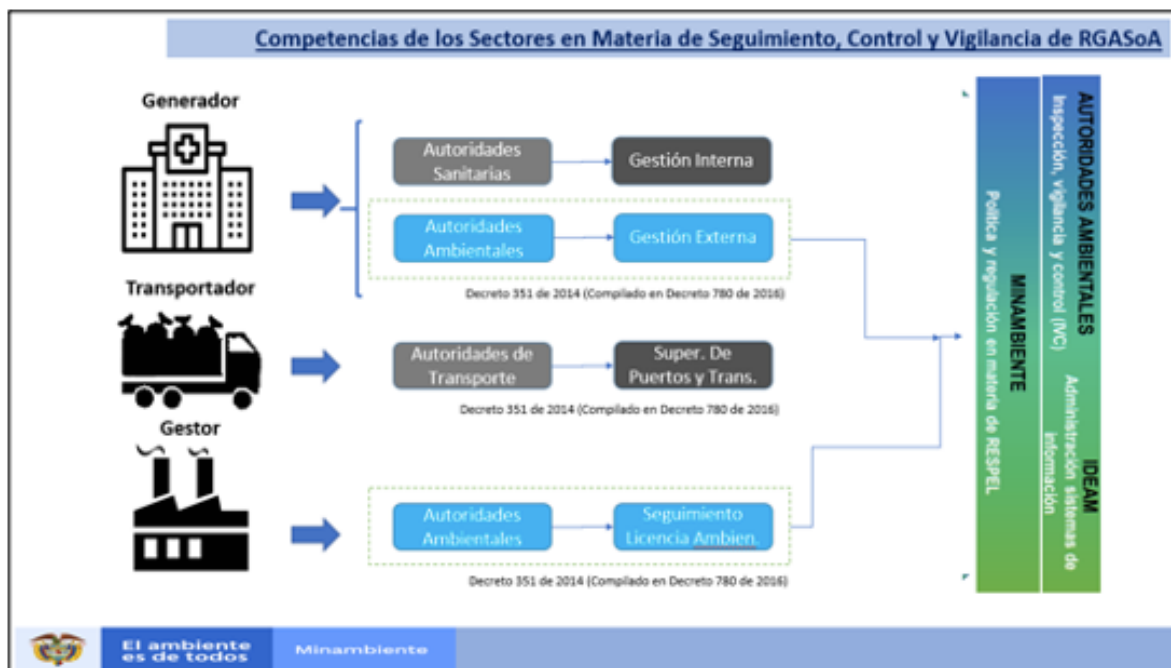 Competencias de los Sectores en Materia de Seguimiento, Control y Vigilancia de RGASoA
Generador
Autoridades
Sanitarias
Gestión Interna
Autoridades
Ambientales
Gestión Externa
Decreto 351 de 2014 (Compilado en Decreto 780 de 2016)
Transportador
Autoridades de
Transporte
Super. De
Puertos y Trans.
Decreto 351 de 2014 (Compilado en Decreto 780 de 2016)
Gestor
Autoridades
Ambientales
Seguimiento
Licencia Ambien.
Decreto 351 de 2014 (Compilado en Decreto 780 de 2016)
MINAMBIENTE
Política y regulación en materia de RESPEL
AUTORIDADES AMBIENTALES
Inspección, vigilancia y control (IVC)
IDEAM
Administración sistemas de
información
El ambiente
es de todos
Minambiente